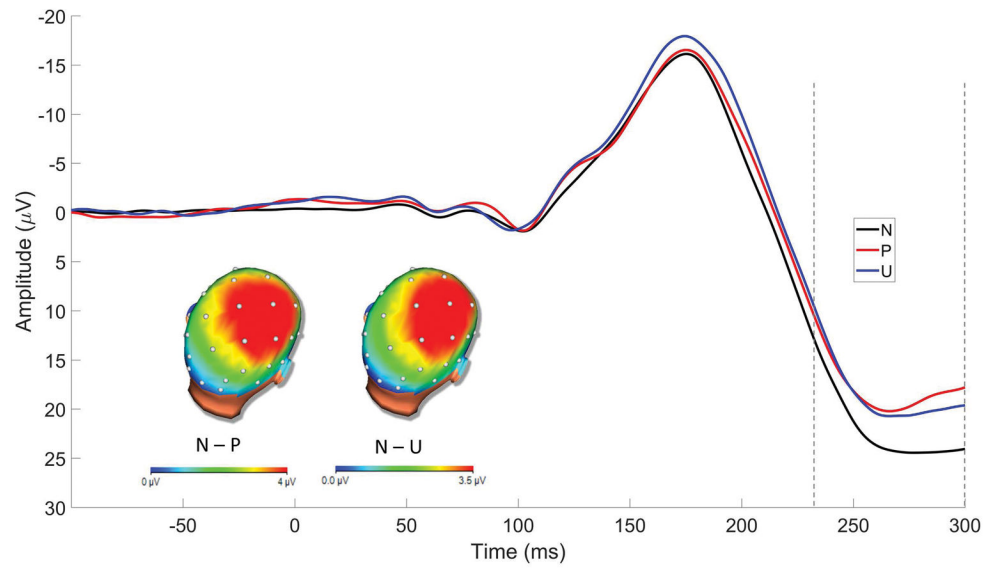 Amplitude (μV)
-20
-15
-10
-5
0
5
10
15
20
25
30
N
P
U
N – P
N – U
0 μV
4 μV
0.0 μV
3.5 μV
-50
0
50
100
150
200
250
300
Time (ms)